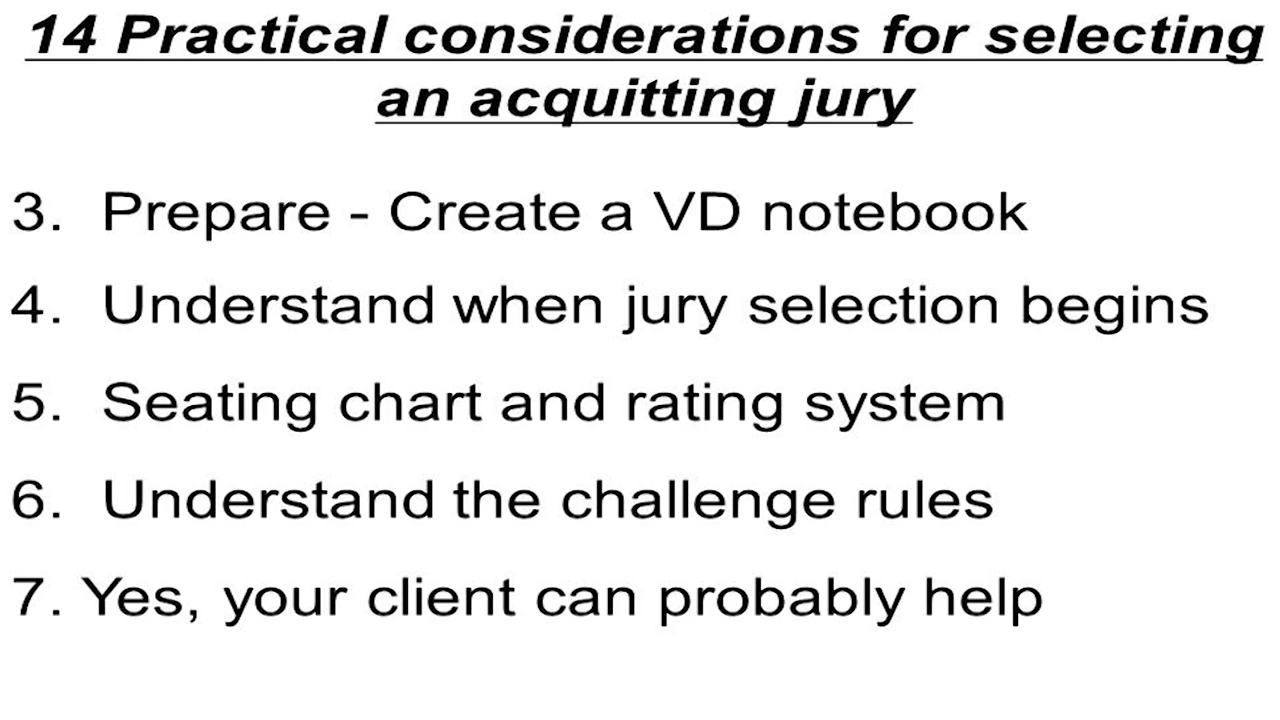 14 Practical considerations for selecting
an acquitting jury
3. Prepare - Create a VD notebook
4. Understand when jury selection begins
5. Seating chart and rating system
6. Understand the challenge rules
7. Yes, your client can probably help